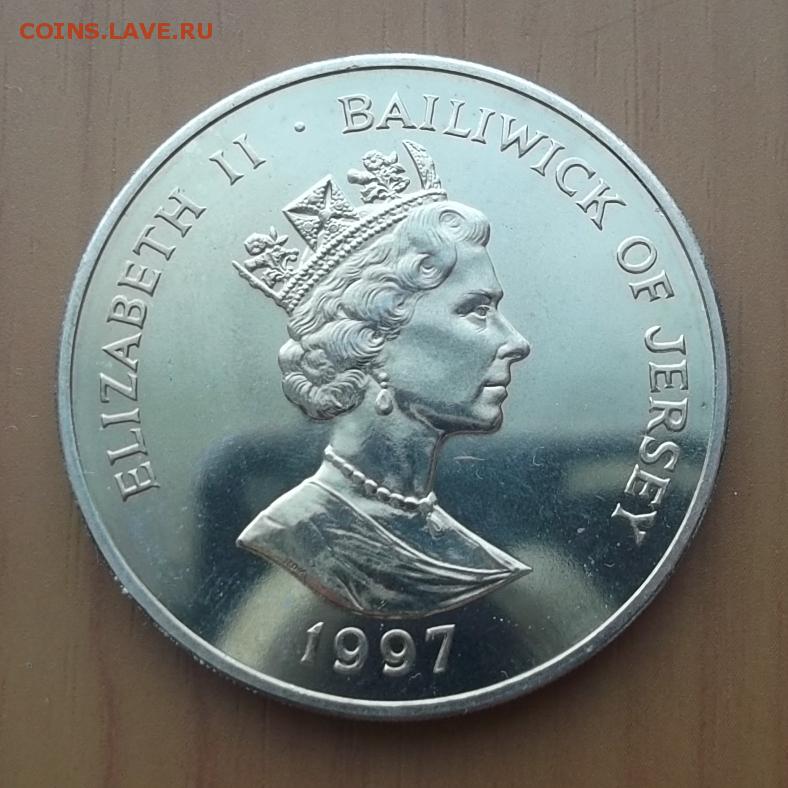 COINS.LAVE.RU
ELIZABETH II · BAILIWICK OF JERSEY
1997